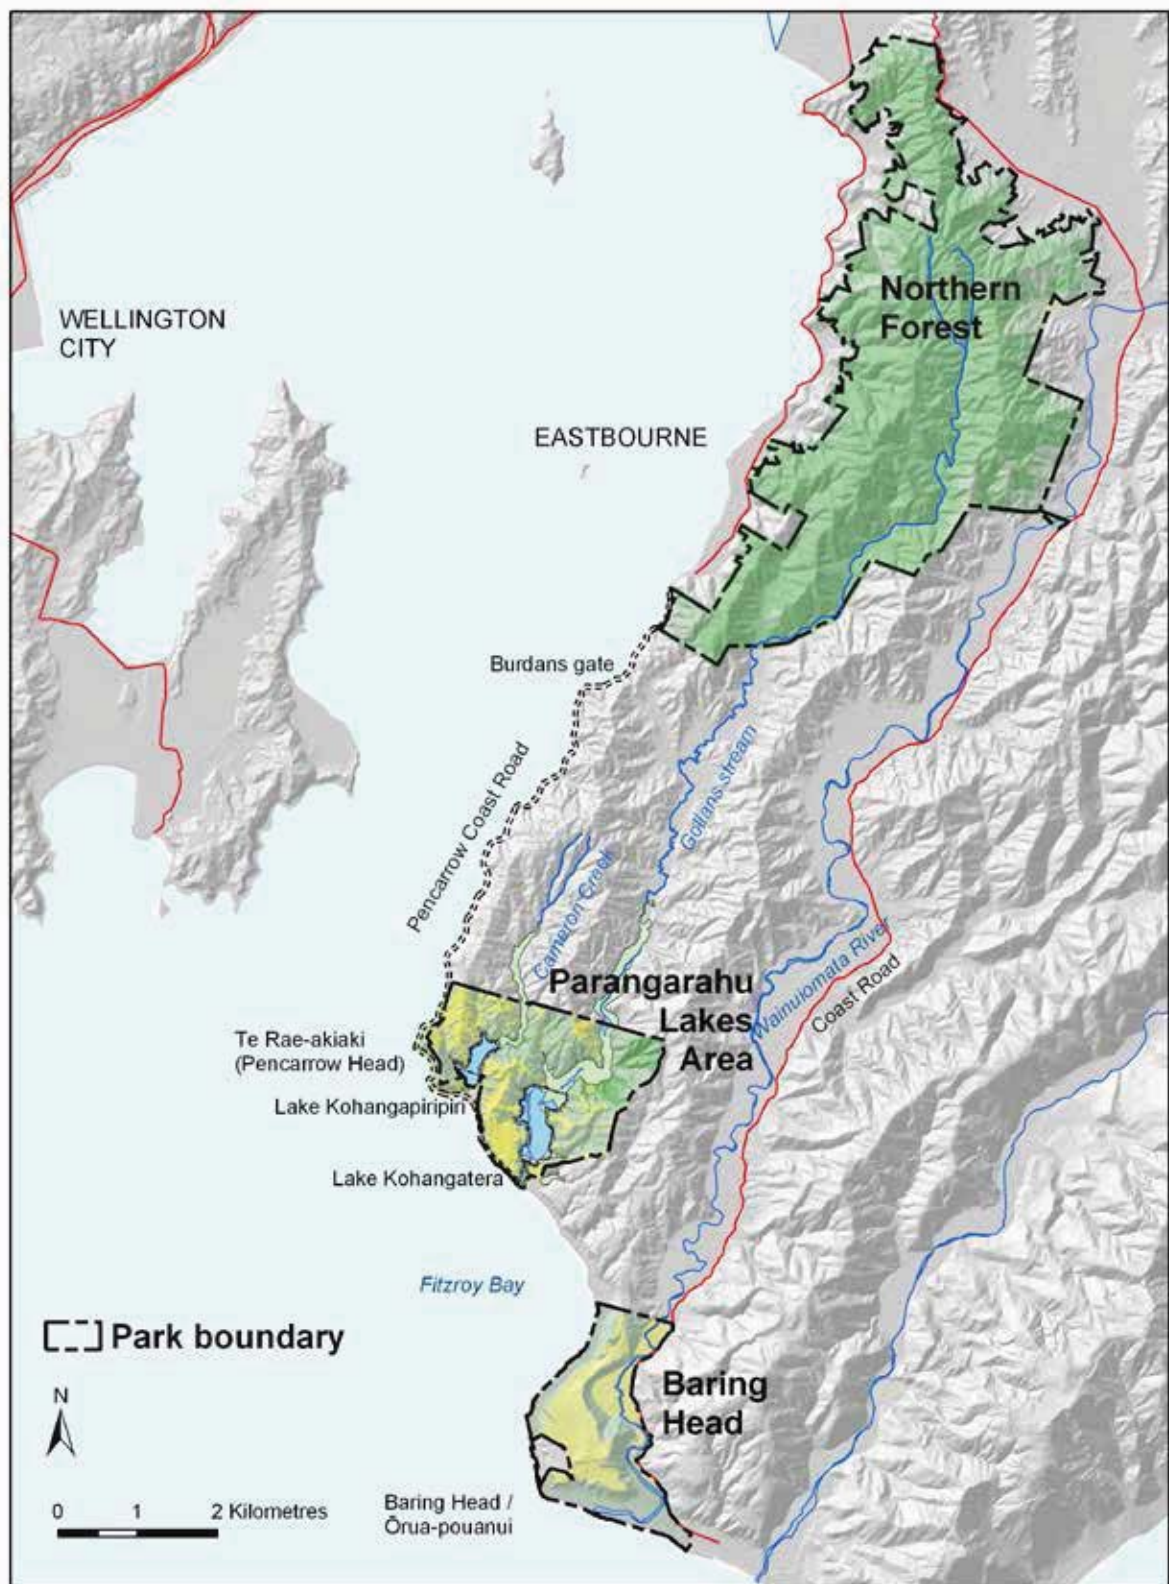 WELLINGTON
CITY
Northern
Forest
EASTBOURNE
Burdans gate
Pencarrow Coast Road
Gollans stream
Cameron Creek
Parangarahu
Lakes
Area
Wainuiomata River
Coast Road
Te Rae-akiaki
(Pencarrow Head)
Lake Kohangapiripiri
Lake Kohangatera
Fitzroy Bay
Park boundary
Baring
Head
N
0 1 2 Kilometres
Baring Head /
Ōrua-pouanui